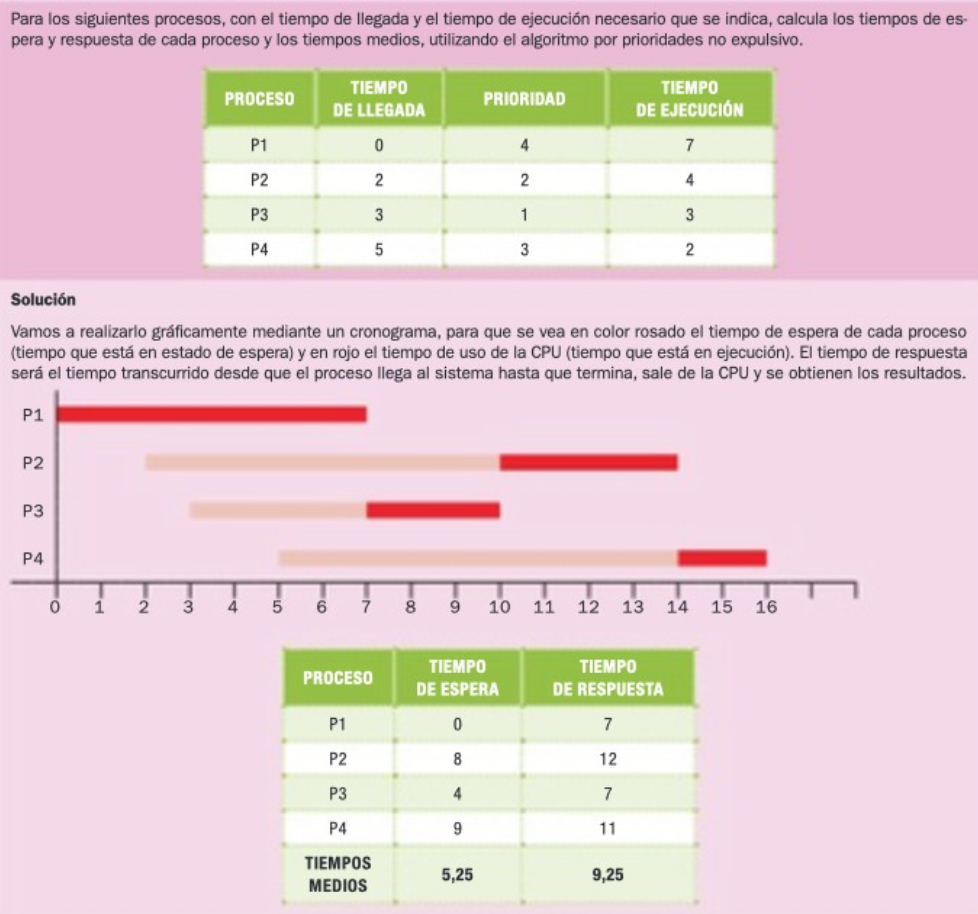 Para los siguientes procesos, con el tiempo de llegada y el tiempo de ejecución necesario que se indica, calcula los tiempos de es-
pera y respuesta de cada proceso y los tiempos medios, utilizando el algoritmo por prioridades no expulsivo.
PROCESO TIEMPO DE LLEGADA PRIORIDAD TIEMPO DE EJECUCIÓN
P1 0 4 7
P2 2 2 4
P3 3 1 3
P4 5 3 2
Solución
Vamos a realizarlo gráficamente mediante un cronograma, para que se vea en color rosado el tiempo de espera de cada proceso
(tiempo que está en estado de espera) y en rojo el tiempo de uso de la CPU (tiempo que está en ejecución). El tiempo de respuesta
será el tiempo transcurrido desde que el proceso llega al sistema hasta que termina, sale de la CPU y se obtienen los resultados.
P1
P2
P3
P4
0 1 2 3 4 5 6 7 8 9 10 11 12 13 14 15 16
PROCESO TIEMPO DE ESPERA TIEMPO DE RESPUESTA
P1 0 7
P2 8 12
P3 4 7
P4 9 11
TIEMPOS MEDIOS 5,25 9,25